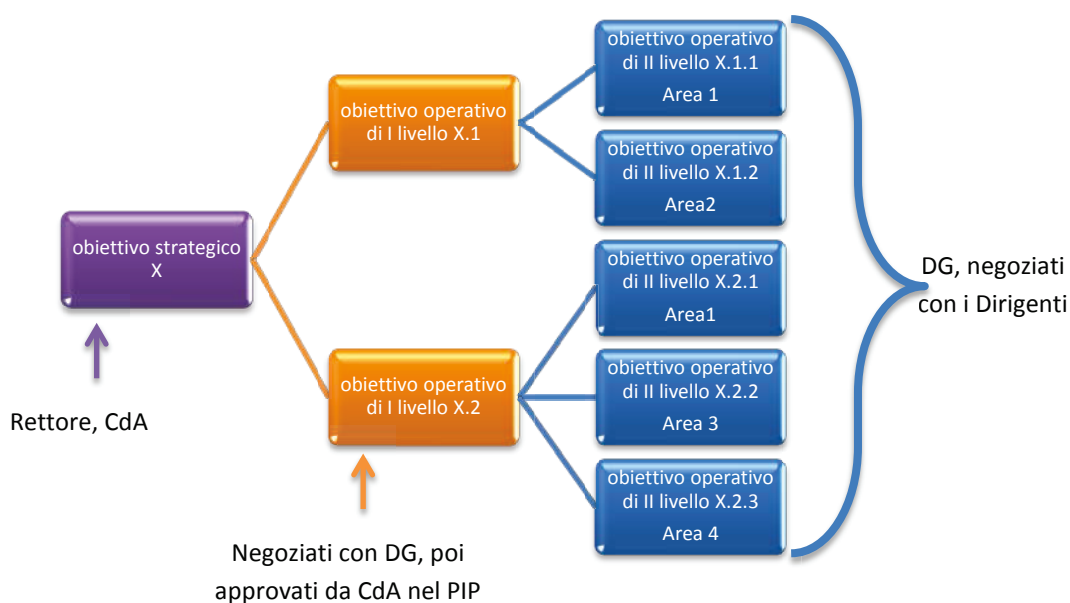 obiettivo strategico
X
Rettore, CdA
obiettivo operativo
di I livello X.1
obiettivo operativo
di I livello X.2
Negoziati con DG, poi
approvati da CdA nel PIP
obiettivo operativo
di II livello X.1.1
Area 1
obiettivo operativo
di II livello X.1.2
Area2
obiettivo operativo
di II livello X.2.1
Area1
obiettivo operativo
di II livello X.2.2
Area 3
obiettivo operativo
di II livello X.2.3
Area 4
DG, negoziati
con i Dirigenti